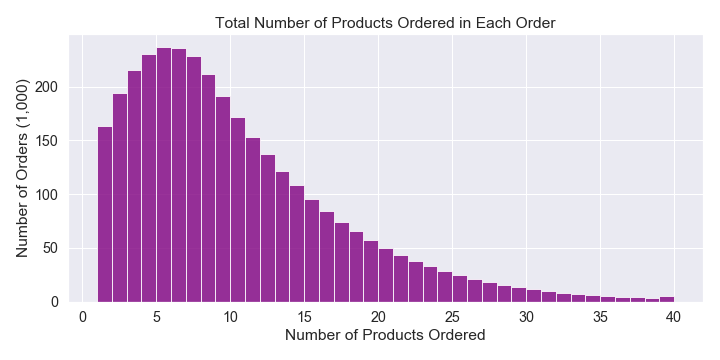 Total Number of Products Ordered in Each Order
Number of Orders (1,000)
200
150
100
50
0
0 5 10 15 20 25 30 35 40
Number of Products Ordered